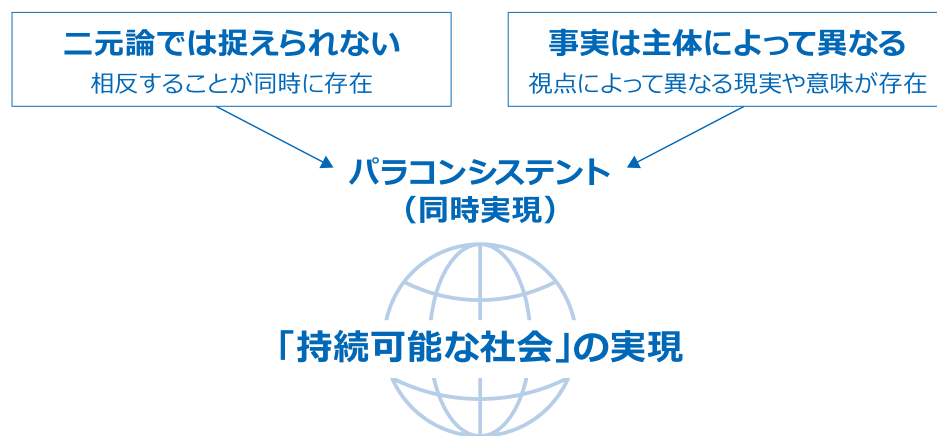 二元論では捉えられない
相反することが同時に存在
事実は主体によって異なる
視点によって異なる現実や意味が存在
パラコンシステント
（同時実現）
「持続可能な社会」の実現